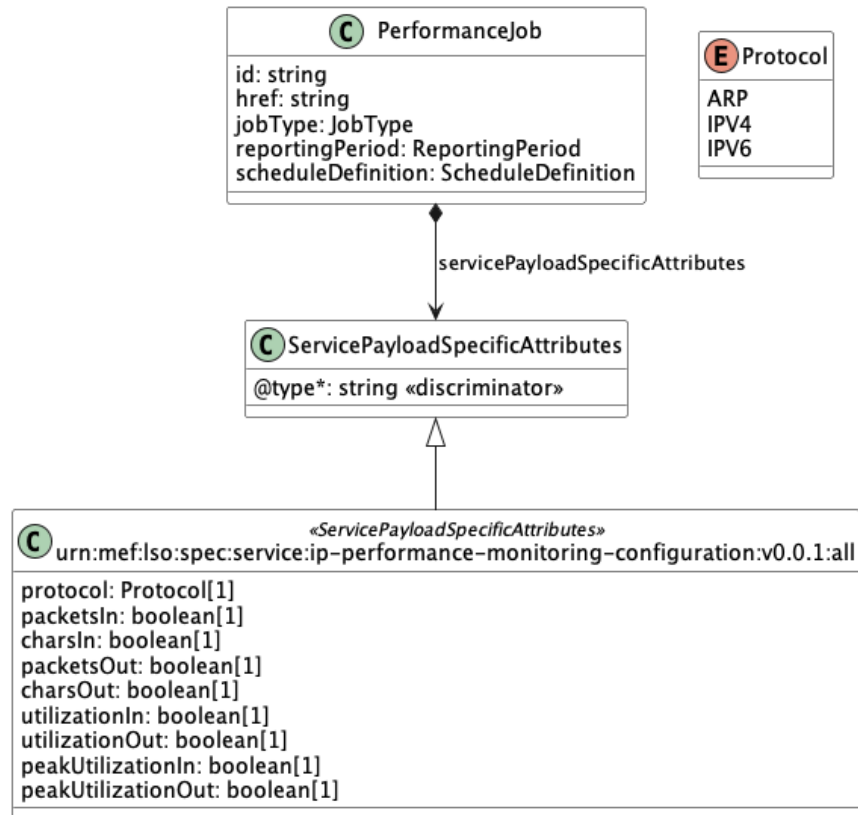 C PerformanceJob
id: string
href: string
jobType: JobType
reportingPeriod: ReportingPeriod
scheduleDefinition: ScheduleDefinition
E Protocol
ARP
IPV4
IPV6
servicePayloadSpecificAttributes
C ServicePayloadSpecificAttributes
@type*: string «discriminator»
«ServicePayloadSpecificAttributes»
C urn:mef:lso:spec:service:ip-performance-monitoring-configuration:v0.0.1:all
protocol: Protocol[1]
packetsIn: boolean[1]
charsIn: boolean[1]
packetsOut: boolean[1]
charsOut: boolean[1]
utilizationIn: boolean[1]
utilizationOut: boolean[1]
peakUtilizationIn: boolean[1]
peakUtilizationOut: boolean[1]